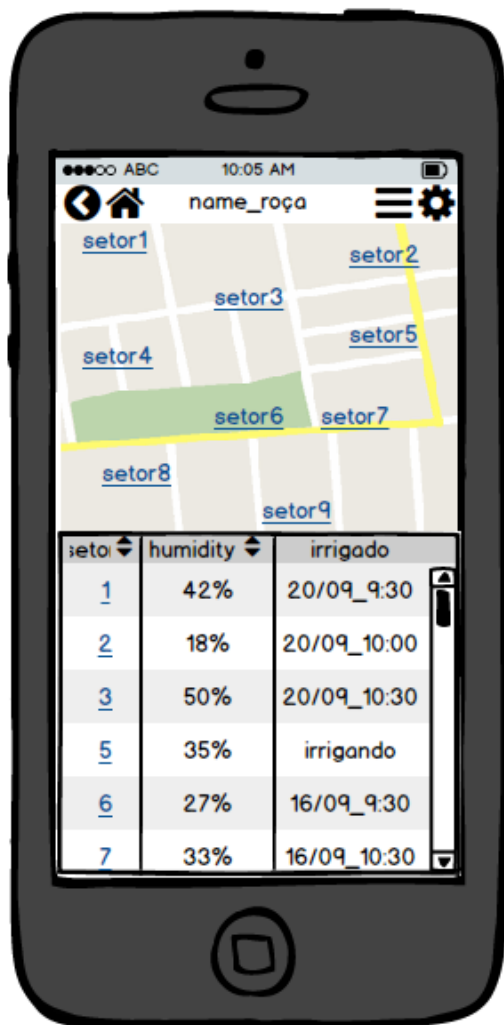 ABC 10:05 AM
name_roça
setor1
setor2
setor3
setor5
setor4
setor6 setor7
setor8
setor9
setor humidity irrigado
1 42% 20/09_9:30
2 18% 20/09_10:00
3 50% 20/09_10:30
5 35% irrigando
6 27% 16/09_9:30
7 33% 16/09_10:30